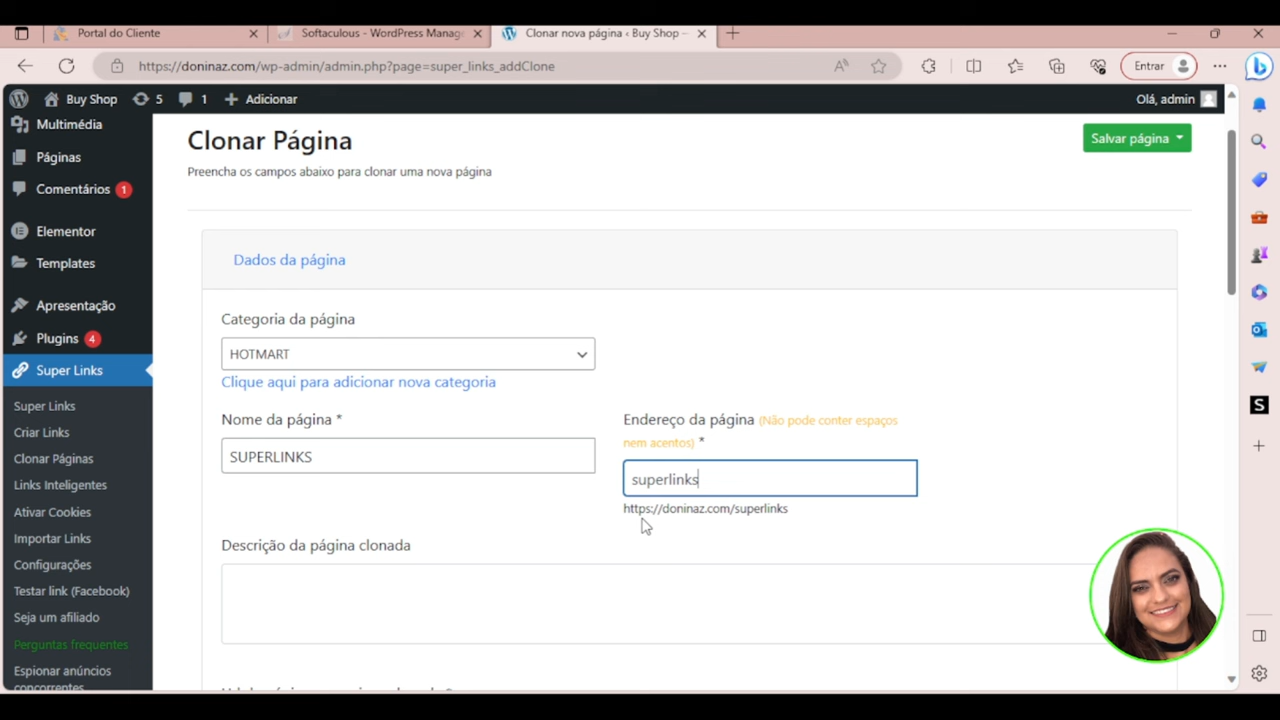 Portal do Cliente
Softaculous - WordPress Manage
Clonar nova página ‹ Buy Shop —
https://doninaz.com/wp-admin/admin.php?page=super_links_addClone
Entrar
Buy Shop
5
1
Adicionar
Olá, admin
Multimédia
Páginas
Comentários 1
Elementor
Templates
Apresentação
Plugins 4
Super Links
Super Links
Criar Links
Clonar Páginas
Links Inteligentes
Ativar Cookies
Importar Links
Configurações
Testar link (Facebook)
Seja um afiliado
Perguntas frequentes
Espionar anúncios
concorrentes
Clonar Página
Salvar página
Preencha os campos abaixo para clonar uma nova página
Dados da página
Categoria da página
HOTMART
Clique aqui para adicionar nova categoria
Nome da página *
SUPERLINKS
Endereço da página (Não pode conter espaços
nem acentos) *
superlinks
https://doninaz.com/superlinks
Descrição da página clonada